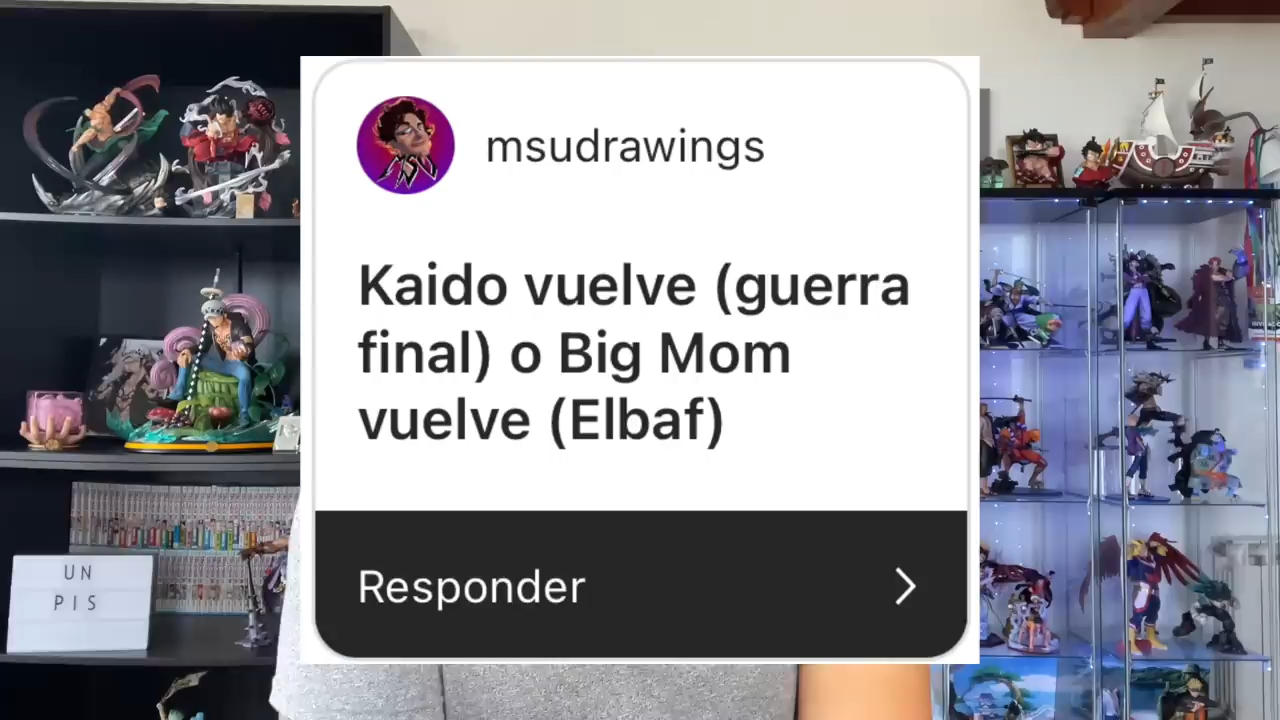 msudrawings
Kaido vuelve (guerra
final) o Big Mom
vuelve (Elbaf)
Responder
UN
PIS